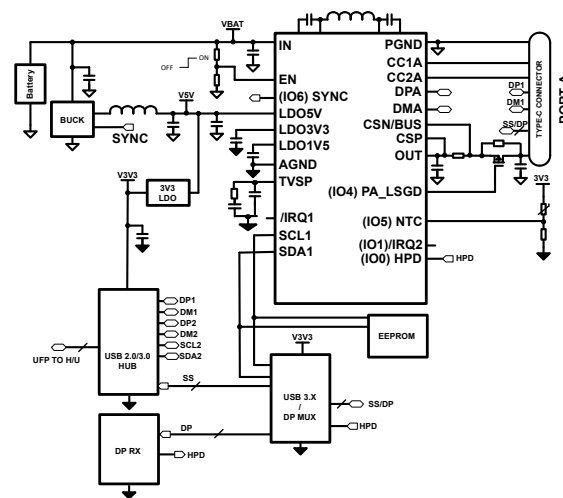 VBAT
IN
PGND
CC1A
CC2A
OFF
ON
EN
DPA
DP1
Battery
(IO6) SYNC
DMA
DM1
V5V
CSN/BUS
SS/DP
BUCK
LDO5V
CSP
TYPE-C CONNECTOR
PORT A
SYNC
LDO3V3
OUT
LDO1V5
AGND
V3V3
TVSP
3V3
3V3
LDO
(IO4) PA_LSGD
/IRQ1
(IO5) NTC
SCL1
(IO1)/IRQ2
SDA1
(IO0) HPD
HPD
DP1
DM1
DP2
DM2
SCL2
SDA2
UFP TO H/U
USB 2.0/3.0
HUB
EEPROM
V3V3
SS
USB 3.X
/
DP MUX
SS/DP
DP
HPD
DP RX
HPD